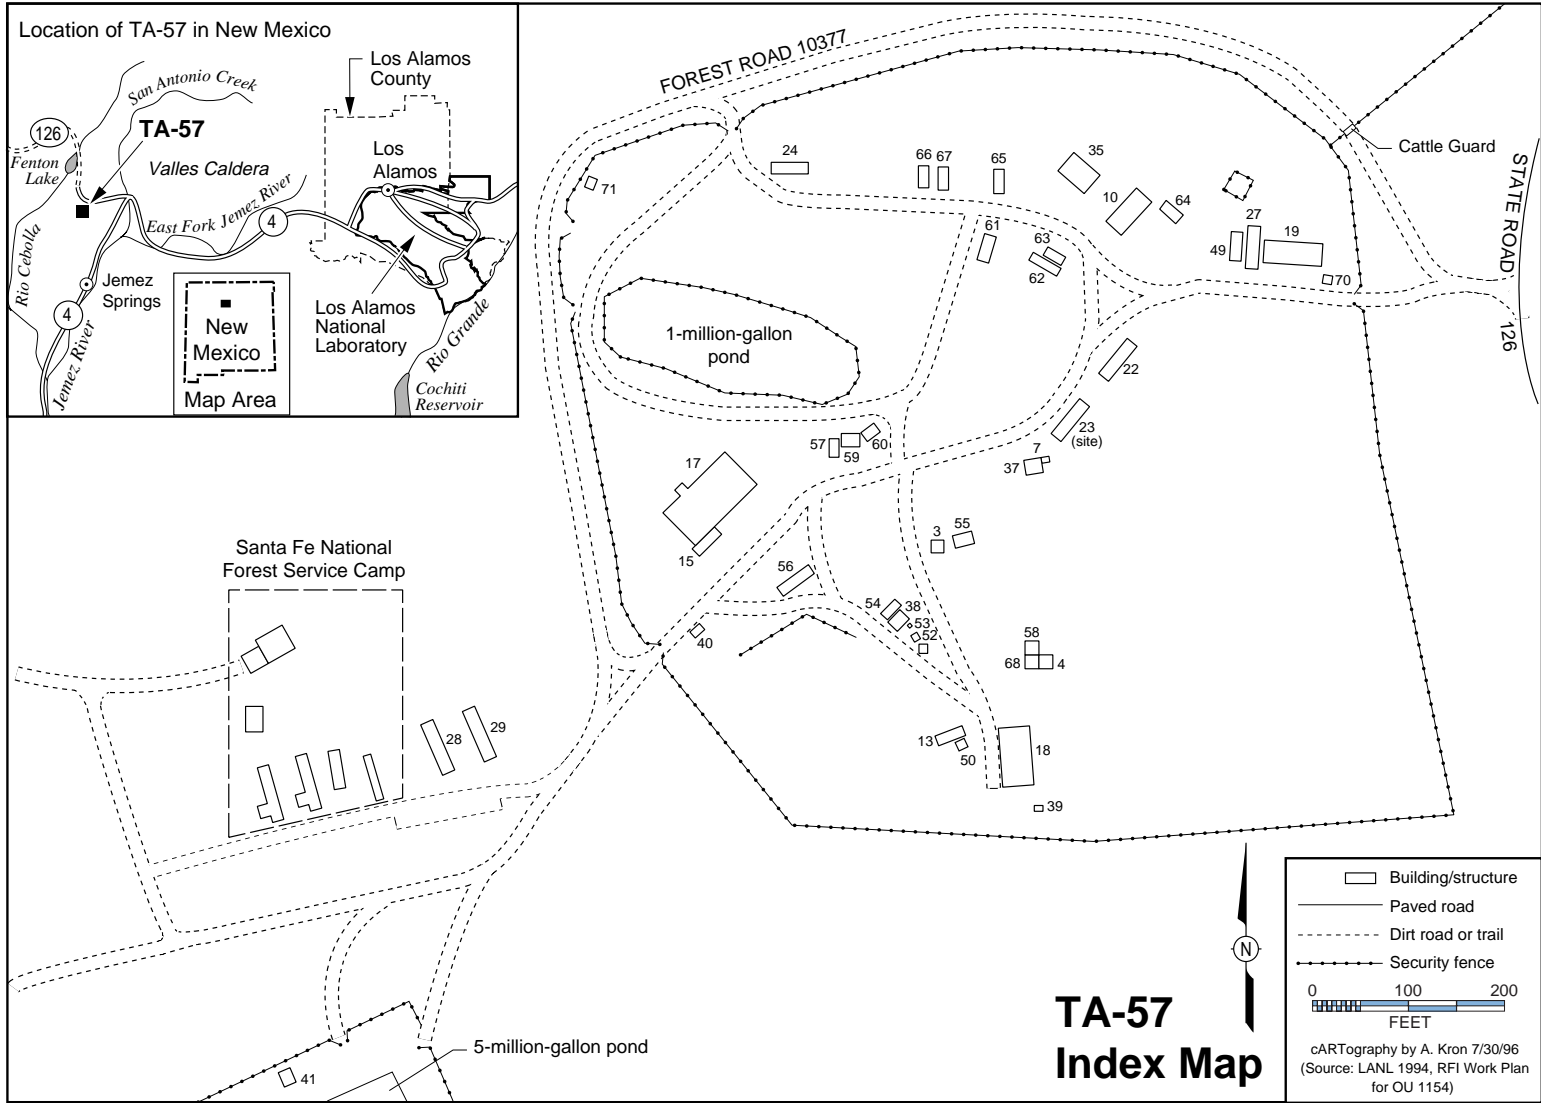 Location of TA-57 in New Mexico
Los Alamos
County
San Antonio Creek
126
TA-57
Fenton
Lake
Valles Caldera
Los
Alamos
East Fork Jemez River
4
Rio Cebolla
Jemez
Springs
4
Jemez River
New
Mexico
Map Area
Los Alamos
National
Laboratory
Rio Grande
Cochiti
Reservoir
FOREST ROAD 10377
Cattle Guard
STATE ROAD
126
71
24
66
67
65
35
10
64
61
63
62
49
27
19
70
1-million-gallon
pond
22
23
(site)
7
37
57
59
60
17
15
3
55
56
54
38
53
52
40
58
68
4
13
50
18
39
Santa Fe National
Forest Service Camp
28
29
41
5-million-gallon pond
N
TA-57
Index Map
Building/structure
Paved road
Dirt road or trail
Security fence
0 100 200
FEET
cARTography by A. Kron 7/30/96
(Source: LANL 1994, RFI Work Plan
for OU 1154)